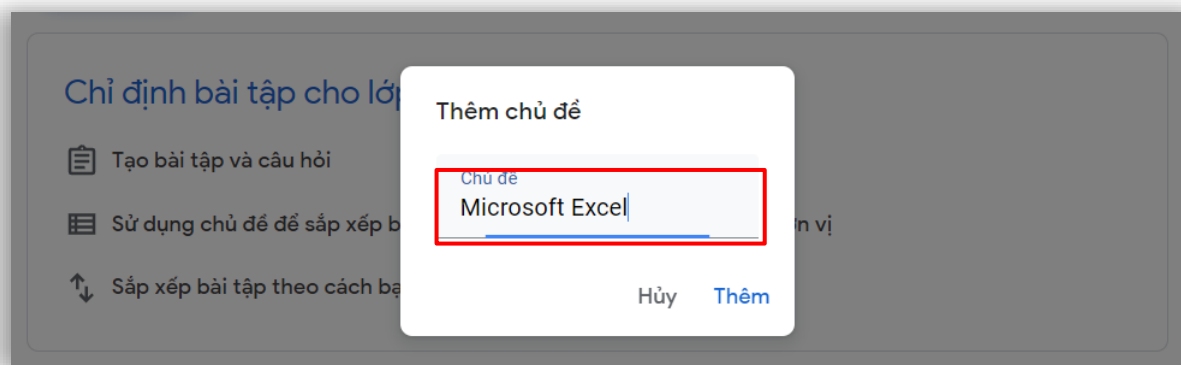 Chỉ định bài tập cho lớp
Thêm chủ đề
Tạo bài tập và câu hỏi
Chủ đề
Microsoft Excel
Sử dụng chủ đề để sắp xếp b
ơn vị
Sắp xếp bài tập theo cách bạ
Hủy Thêm